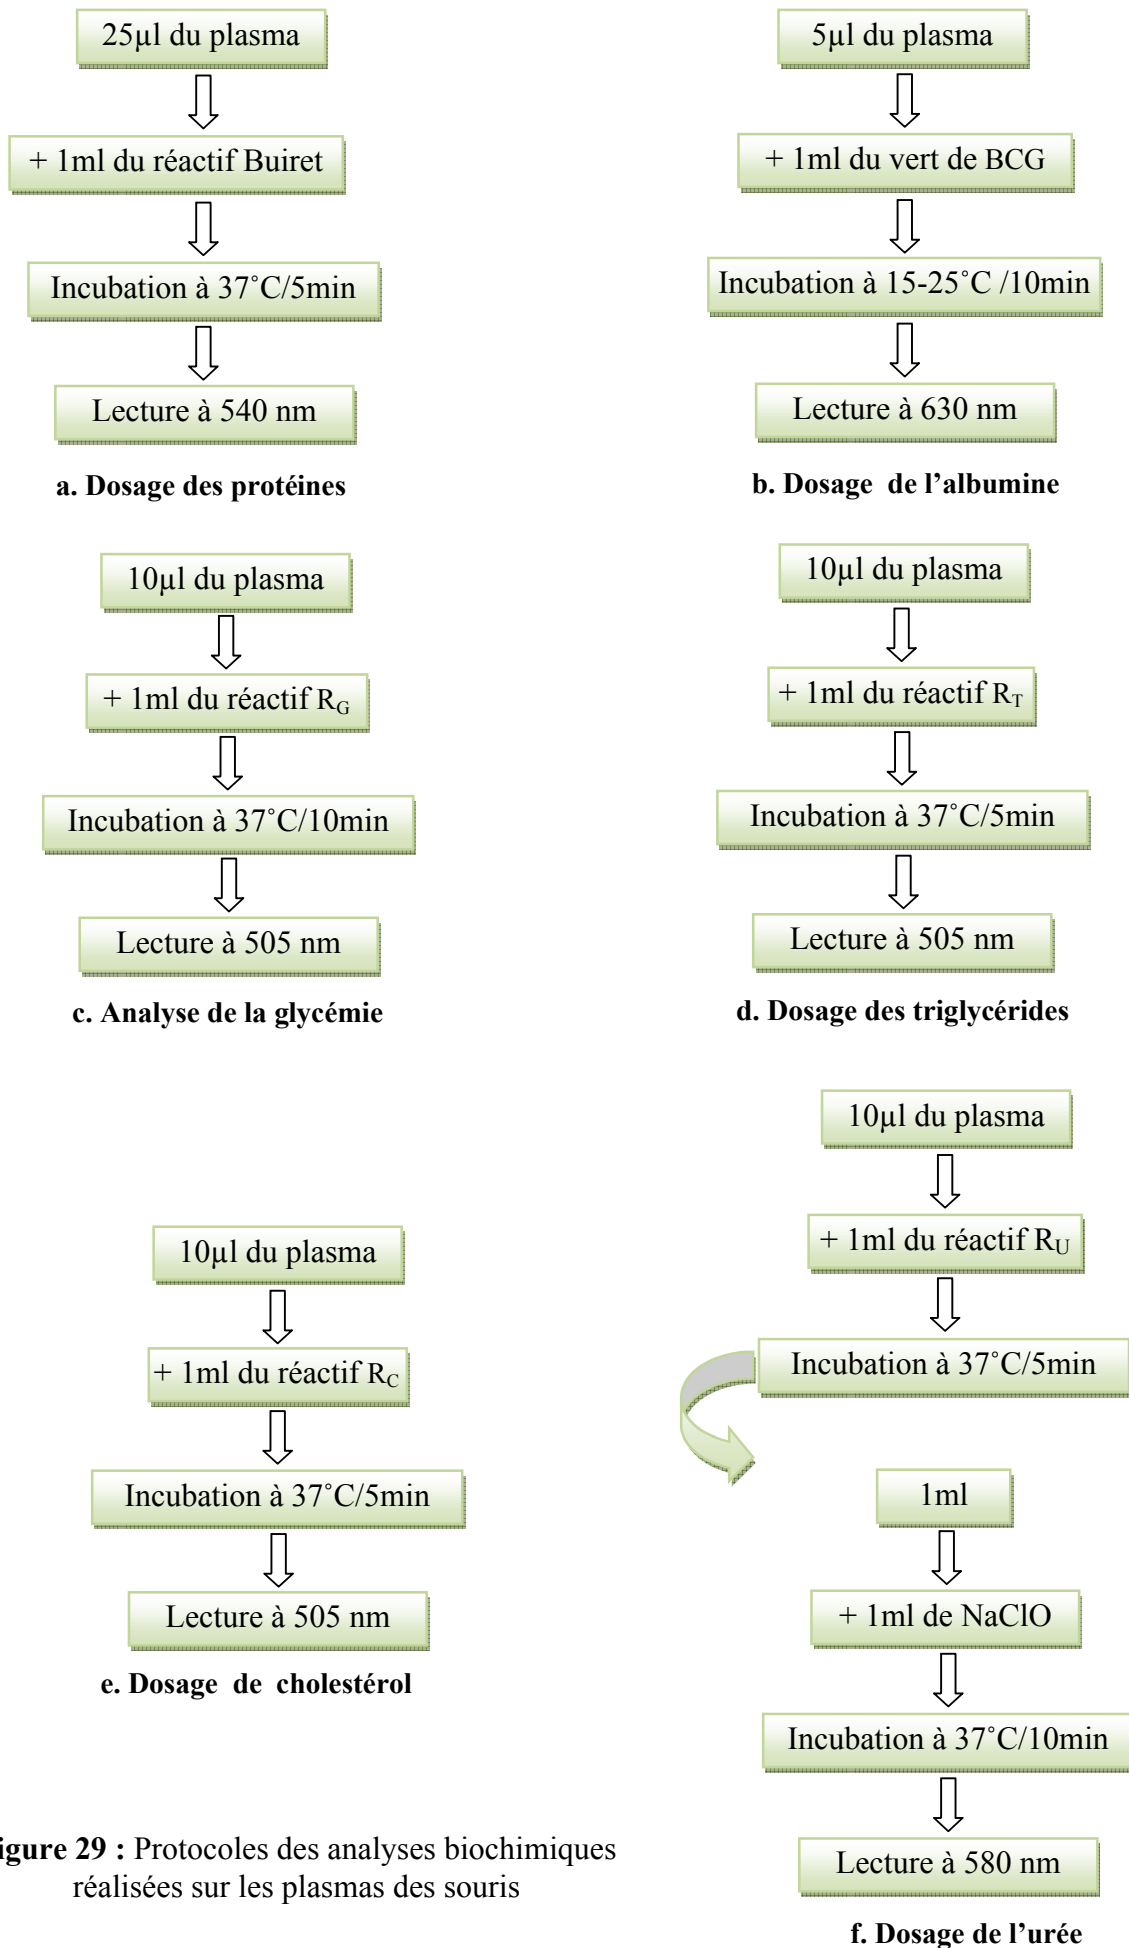 25µl du plasma
+ 1ml du réactif Buiret
Incubation à 37˚C/5min
Lecture à 540 nm
a. Dosage des protéines
5µl du plasma
+ 1ml du vert de BCG
Incubation à 15-25˚C /10min
Lecture à 630 nm
b. Dosage de l’albumine
10µl du plasma
+ 1ml du réactif RG
Incubation à 37˚C/10min
Lecture à 505 nm
c. Analyse de la glycémie
10µl du plasma
+ 1ml du réactif RT
Incubation à 37˚C/5min
Lecture à 505 nm
d. Dosage des triglycérides
10µl du plasma
+ 1ml du réactif RC
Incubation à 37˚C/5min
Lecture à 505 nm
e. Dosage de cholestérol
10µl du plasma
+ 1ml du réactif RU
Incubation à 37˚C/5min
1ml
+ 1ml de NaClO
Incubation à 37˚C/10min
Lecture à 580 nm
f. Dosage de l’urée
igure 29 : Protocoles des analyses biochimiques
réalisées sur les plasmas des souris